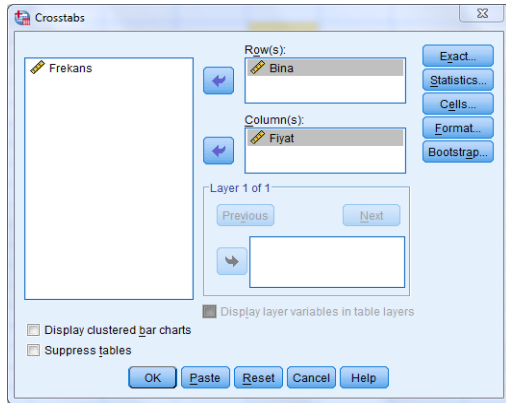 Crosstabs
Frekans
Row(s):
Bina
Column(s):
Fiyat
Layer 1 of 1
Previous
Next
Display layer variables in table layers
Exact...
Statistics...
Cells...
Format...
Bootstrap...
Display clustered bar charts
Suppress tables
OK
Paste
Reset
Cancel
Help